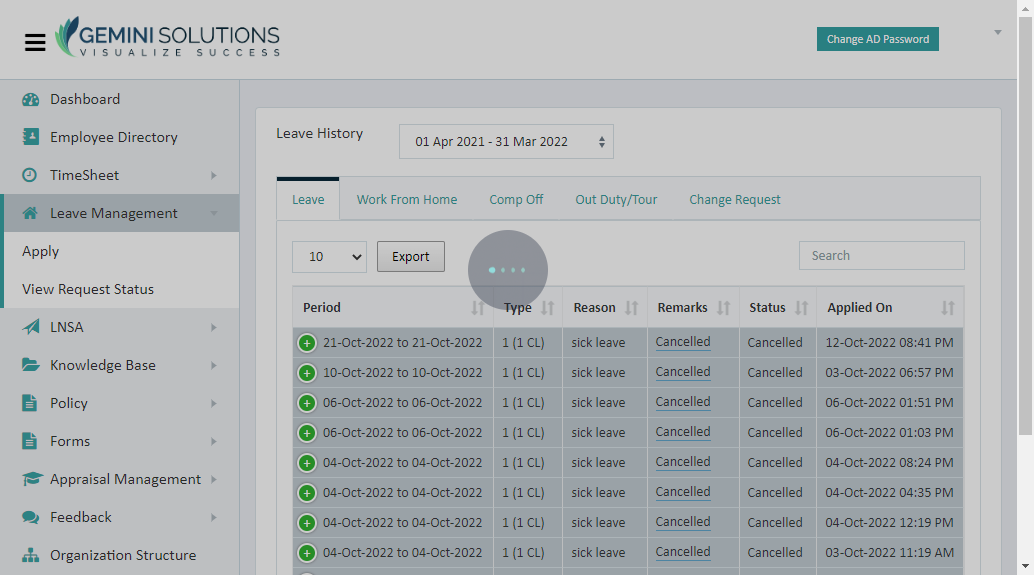 GEMINI SOLUTIONS
VISUALIZE SUCCESS
Change AD Password
Dashboard
Employee Directory
TimeSheet
Leave Management
Apply
View Request Status
LNSA
Knowledge Base
Policy
Forms
Appraisal Management
Feedback
Organization Structure
Leave History
01 Apr 2021 - 31 Mar 2022
Leave Work From Home Comp Off Out Duty/Tour Change Request
10 Export Search
Period Type Reason Remarks Status Applied On
21-Oct-2022 to 21-Oct-2022 1 (1 CL) sick leave Cancelled Cancelled 12-Oct-2022 08:41 PM
10-Oct-2022 to 10-Oct-2022 1 (1 CL) sick leave Cancelled Cancelled 03-Oct-2022 06:57 PM
06-Oct-2022 to 06-Oct-2022 1 (1 CL) sick leave Cancelled Cancelled 06-Oct-2022 01:51 PM
06-Oct-2022 to 06-Oct-2022 1 (1 CL) sick leave Cancelled Cancelled 06-Oct-2022 01:03 PM
04-Oct-2022 to 04-Oct-2022 1 (1 CL) sick leave Cancelled Cancelled 04-Oct-2022 08:24 PM
04-Oct-2022 to 04-Oct-2022 1 (1 CL) sick leave Cancelled Cancelled 04-Oct-2022 04:35 PM
04-Oct-2022 to 04-Oct-2022 1 (1 CL) sick leave Cancelled Cancelled 04-Oct-2022 12:19 PM
04-Oct-2022 to 04-Oct-2022 1 (1 CL) sick leave Cancelled Cancelled 03-Oct-2022 11:19 AM